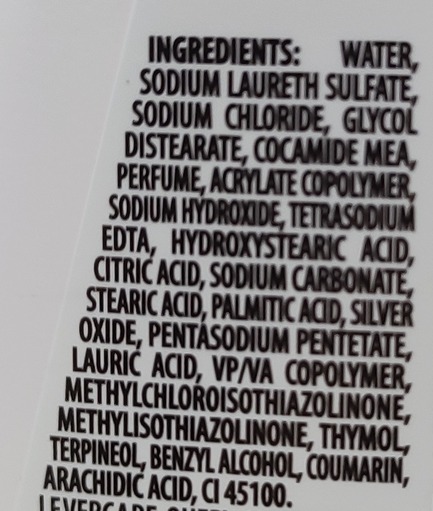 INGREDIENTS: WATER,
SODIUM LAURETH SULFATE,
SODIUM CHLORIDE, GLYCOL
DISTEARATE, COCAMIDE MEA,
PERFUME, ACRYLATE COPOLYMER,
SODIUM HYDROXIDE, TETRASODIUM
EDTA, HYDROXYSTEARIC ACID,
CITRIC ACID, SODIUM CARBONATE,
STEARIC ACID, PALMITIC ACID, SILVER
OXIDE, PENTASODIUM PENTETATE,
LAURIC ACID, VP/VA COPOLYMER,
METHYLCHLOROISOTHIAZOLINONE,
METHYLISOTHIAZOLINONE, THYMOL,
TERPINEOL, BENZYL ALCOHOL, COUMARIN,
ARACHIDIC ACID, CI 45100.